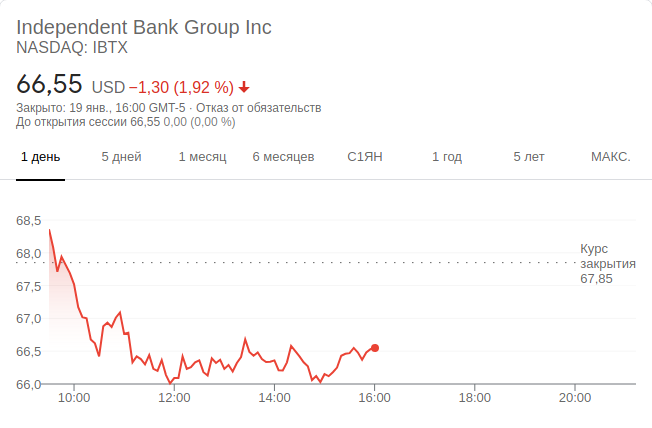 Independent Bank Group Inc
NASDAQ: IBTX
66,55 USD −1,30 (1,92 %)
Закрыто: 19 янв., 16:00 GMT-5 · Отказ от обязательств
До открытия сессии 66,55 0,00 (0,00 %)
1 день 5 дней 1 месяц 6 месяцев С1ЯН 1 год 5 лет МАКС.
68,5
68,0
67,5
67,0
66,5
66,0
Курс
закрытия
67,85
10:00 12:00 14:00 16:00 18:00 20:00